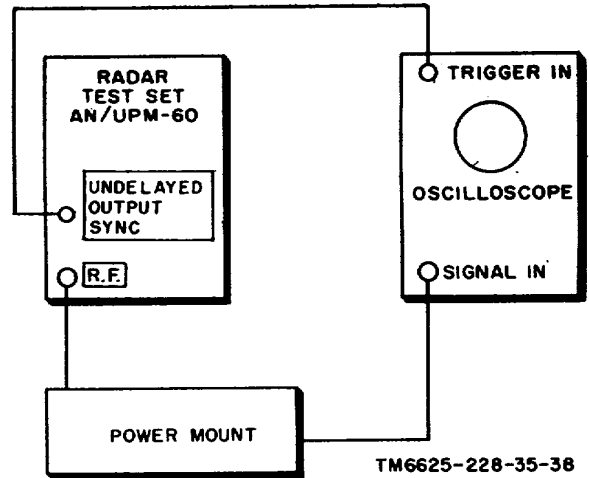 RADAR
TEST SET
AN/UPM-60
UNDELAYED
OUTPUT
SYNC
R.F.
TRIGGER IN
OSCILLOSCOPE
SIGNAL IN
POWER MOUNT
TM6625-228-35-38